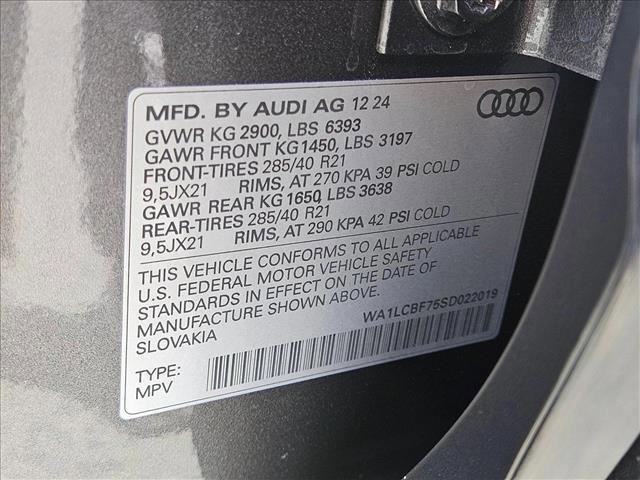 MFD. BY AUDI AG 12 24
GVWR KG 2900, LBS 6393
GAWR FRONT KG1450, LBS 3197
FRONT-TIRES 285/40 R21
9,5JX21 RIMS, AT 270 KPA 39 PSI COLD
GAWR REAR KG 1650, LBS 3638
REAR-TIRES 285/40 R21
9,5JX21 RIMS, AT 290 KPA 42 PSI COLD
THIS VEHICLE CONFORMS TO ALL APPLICABLE
U.S. FEDERAL MOTOR VEHICLE SAFETY
STANDARDS IN EFFECT ON THE DATE OF
MANUFACTURE SHOWN ABOVE.
SLOVAKIA WA1LCBF75SD022019
TYPE:
MPV